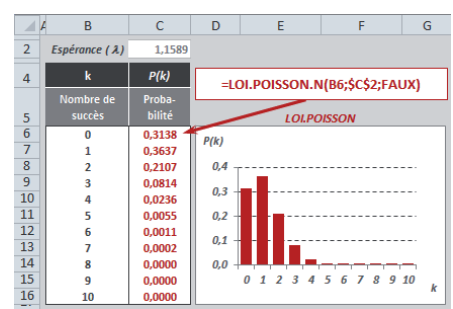 A B C D E F G
2 Espérance ( λ) 1,1589
4 k P(k) =LOI.POISSON.N(B6;$C$2;FAUX)
5 Nombre de succès Proba-bilité LOI.POISSON
6 0 0,3138
7 1 0,3637
8 2 0,2107
9 3 0,0814
10 4 0,0236
11 5 0,0055
12 6 0,0011
13 7 0,0002
14 8 0,0000
15 9 0,0000
16 10 0,0000
P(k)
0,4
0,3
0,2
0,1
0,0
0 1 2 3 4 5 6 7 8 9 10
k